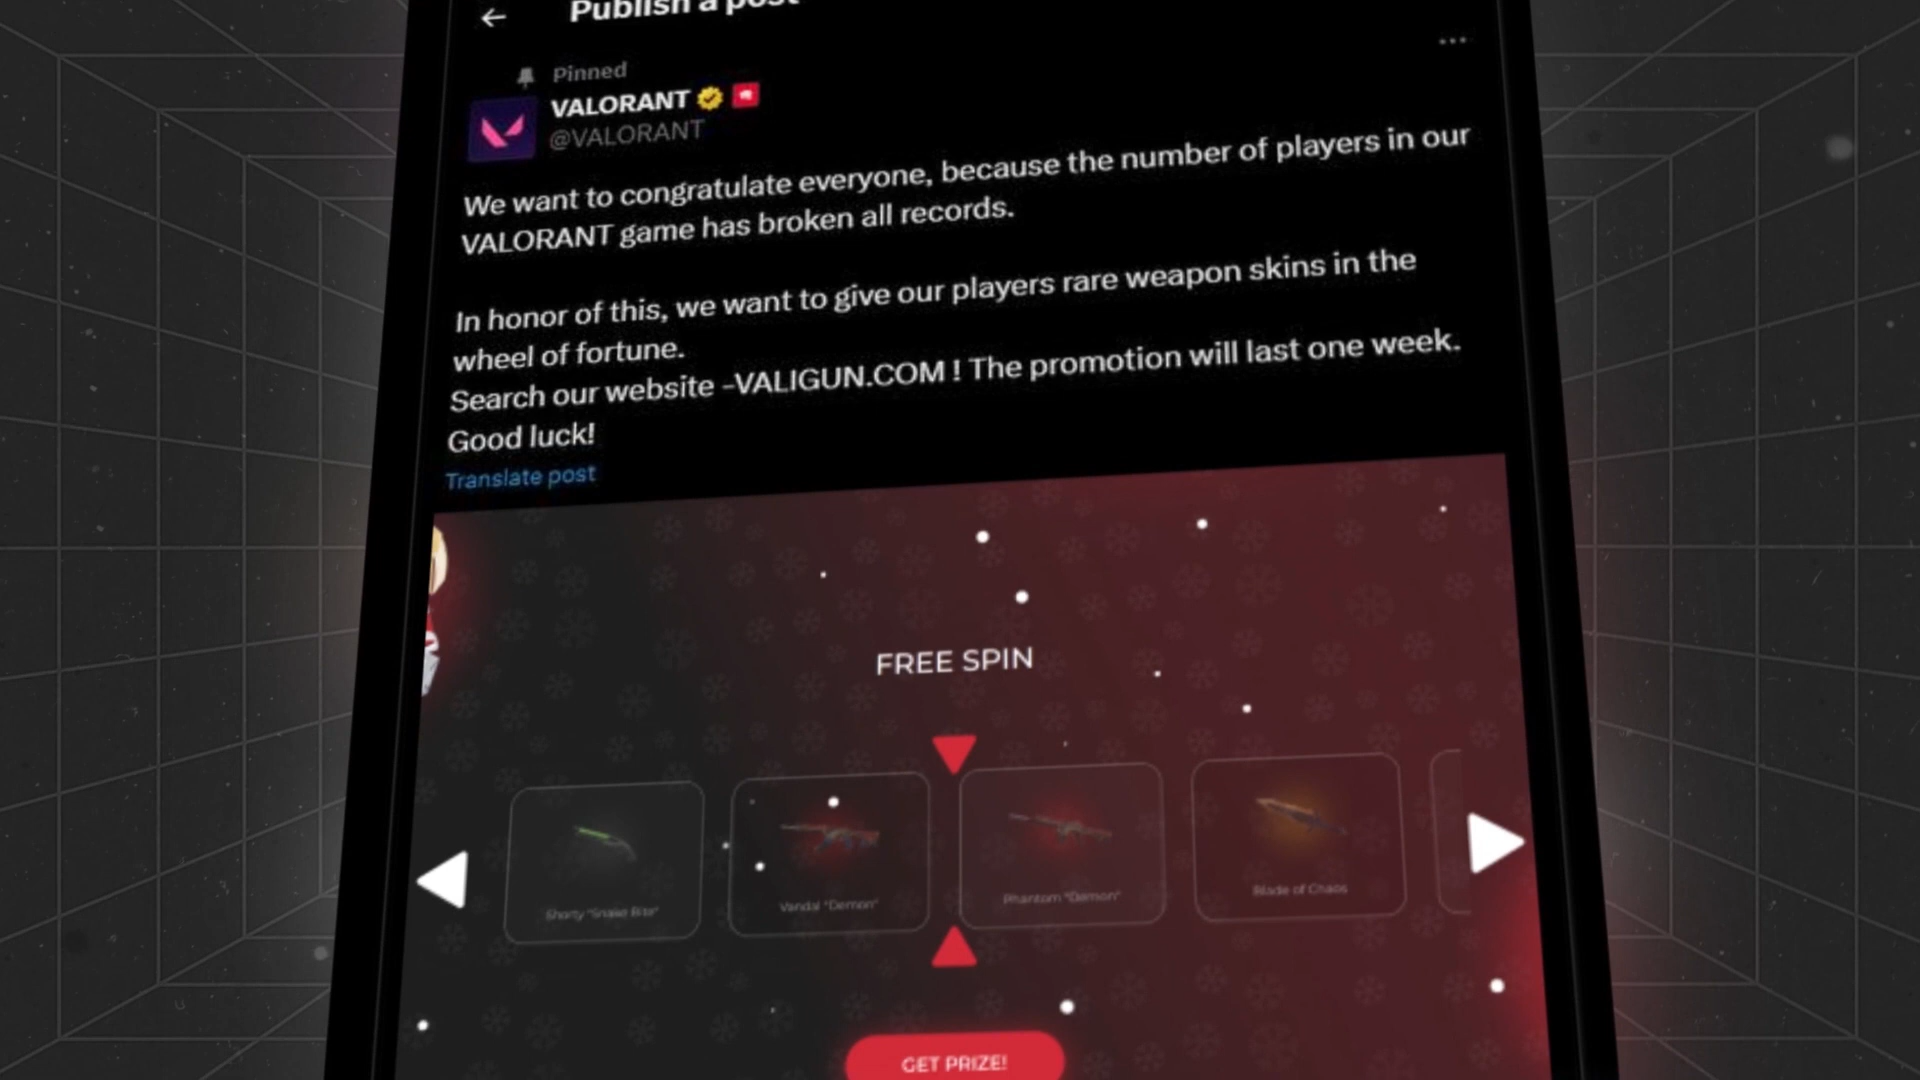 Publish a post
Pinned
VALORANT
@VALORANT
We want to congratulate everyone, because the number of players in our
VALORANT game has broken all records.
In honor of this, we want to give our players rare weapon skins in the
wheel of fortune.
Search our website –VALIGUN.COM ! The promotion will last one week.
Good luck!
Translate post
FREE SPIN
Shorty "Snake Bite"
Vandal "Demon"
Phantom "Demon"
Blade of Chaos
GET PRIZE!